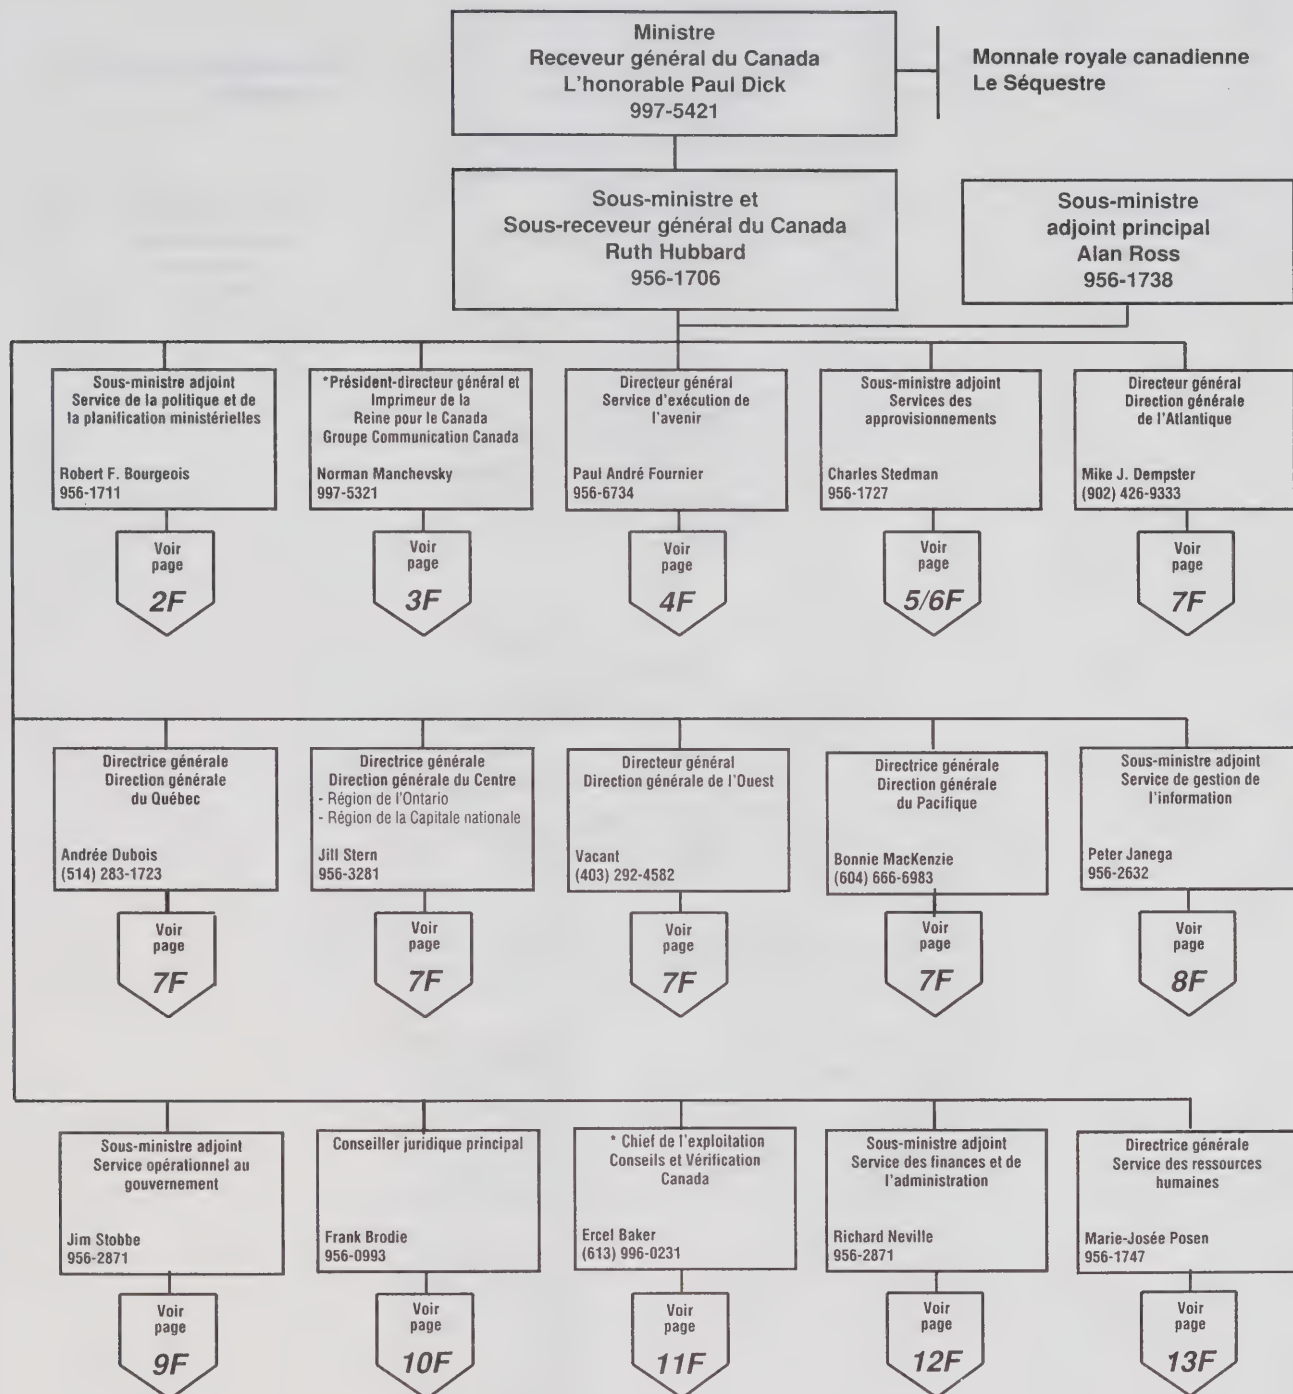 Ministre
Receveur général du Canada
L'honorable Paul Dick
997-5421
Monnale royale canadienne
Le Séquestre
Sous-ministre et
Sous-receveur général du Canada
Ruth Hubbard
956-1706
Sous-ministre
adjoint principal
Alan Ross
956-1738
Sous-ministre adjoint
Service de la politique et de
la planification ministérielles
Robert F. Bourgeois
956-1711
Voir
page
2F
*Président-directeur général et
Imprimeur de la
Reine pour le Canada
Groupe Communication Canada
Norman Manchevsky
997-5321
Voir
page
3F
Directeur général
Service d'exécution de
l'avenir
Paul André Fournier
956-6734
Voir
page
4F
Sous-ministre adjoint
Services des
approvisionnements
Charles Stedman
956-1727
Voir
page
5/6F
Directeur général
Direction générale
de l'Atlantique
Mike J. Dempster
(902) 426-9333
Voir
page
7F
Directrice générale
Direction générale
du Québec
Andrée Dubois
(514) 283-1723
Voir
page
7F
Directrice générale
Direction générale du Centre
- Région de l'Ontario
- Région de la Capitale nationale
Jill Stern
956-3281
Voir
page
7F
Directeur général
Direction générale de l'Ouest
Vacant
(403) 292-4582
Voir
page
7F
Directrice générale
Direction générale
du Pacifique
Bonnie MacKenzie
(604) 666-6983
Voir
page
7F
Sous-ministre adjoint
Service de gestion de
l'information
Peter Janega
956-2632
Voir
page
8F
Sous-ministre adjoint
Service opérationnel au
gouvernement
Jim Stobbe
956-2871
Voir
page
9F
Conseiller juridique principal
Frank Brodie
956-0993
Voir
page
10F
* Chief de l'exploitation
Conseils et Vérification
Canada
Ercel Baker
(613) 996-0231
Voir
page
11F
Sous-ministre adjoint
Service des finances et de
l'administration
Richard Neville
956-2871
Voir
page
12F
Directrice générale
Service des ressources
humaines
Marie-Josée Posen
956-1747
Voir
page
13F